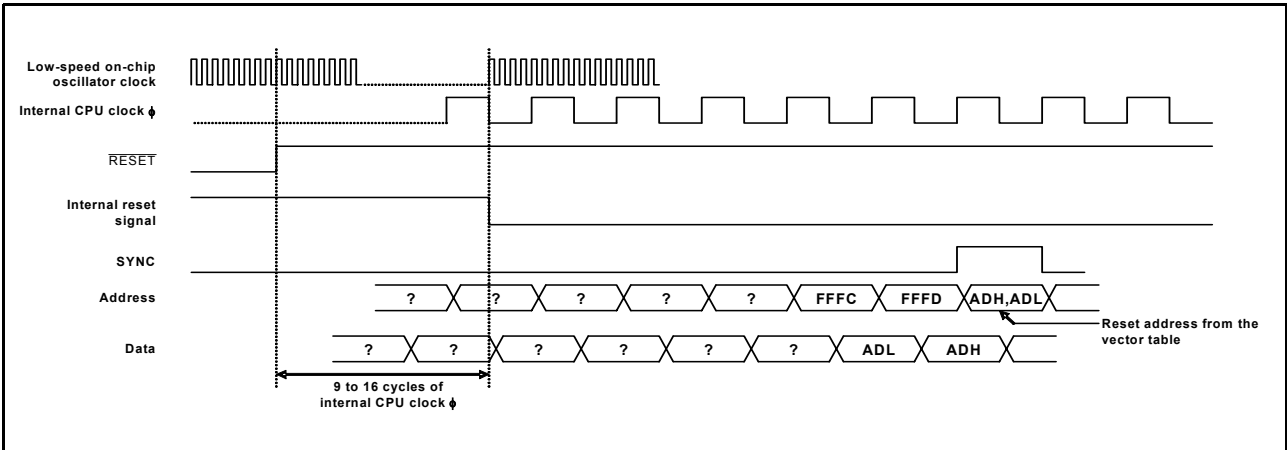 Low-speed on-chip
oscillator clock
Internal CPU clock ϕ
RESET
Internal reset
signal
SYNC
Address
? ? ? ? ? FFFC FFFD ADH,ADL
Reset address from the
vector table
Data
? ? ? ? ? ? ADL ADH
9 to 16 cycles of
internal CPU clock ϕ